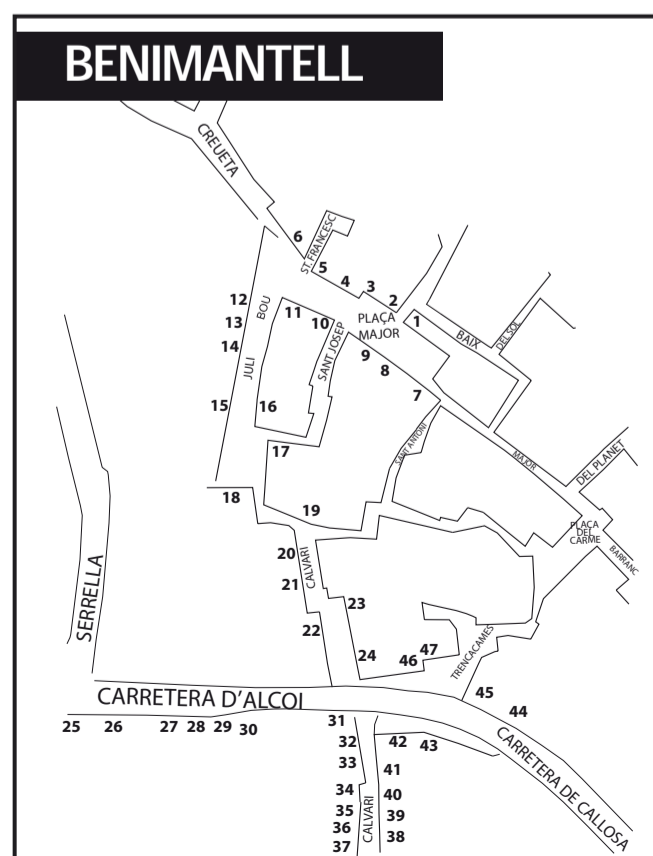 BENIMANTELL
CREUETA
6
ST. FRANCESC
5
4
3
2
12
BOU
11
10
PLAÇA
MAJOR
1
13
BAIX
DELSOL
14
SANT JOSEP
9
8
JULI
7
15
16
SANT ANTONI
17
MAJOR
DEL PLANET
18
19
PLAÇA
DEL
CARME
BARRANC
20
CALVARI
21
SERRELLA
23
22
TRENCACAMES
47
46
24
CARRETERA D'ALCOI
45
44
25
26
27
28
29
30
31
CARRETERA DE CALLOSA
32
42
43
33
41
34
40
35
CALVARI
39
36
38
37